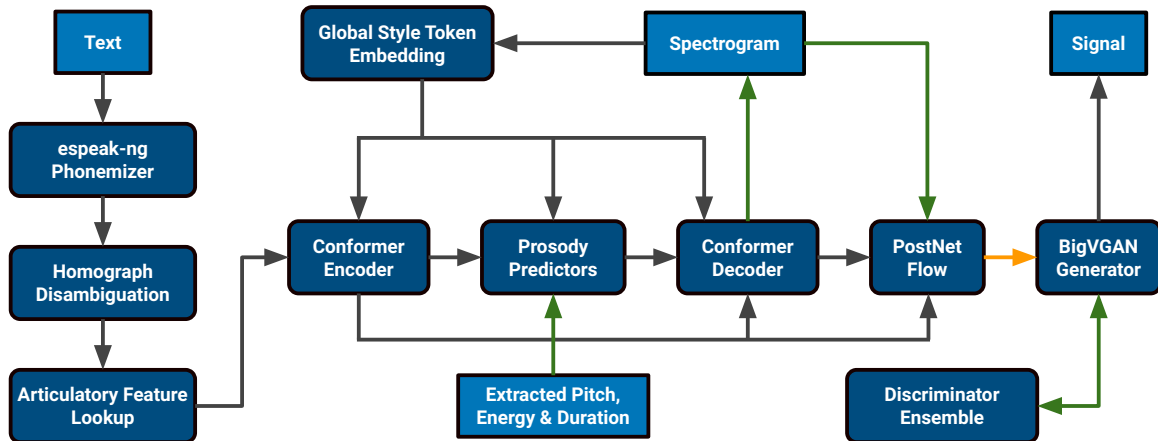 Text
Global Style Token
Embedding
Spectrogram
Signal
espeak-ng
Phonemizer
Homograph
Disambiguation
Articulatory Feature
Lookup
Conformer
Encoder
Prosody
Predictors
Conformer
Decoder
PostNet
Flow
BigVGAN
Generator
Extracted Pitch,
Energy & Duration
Discriminator
Ensemble